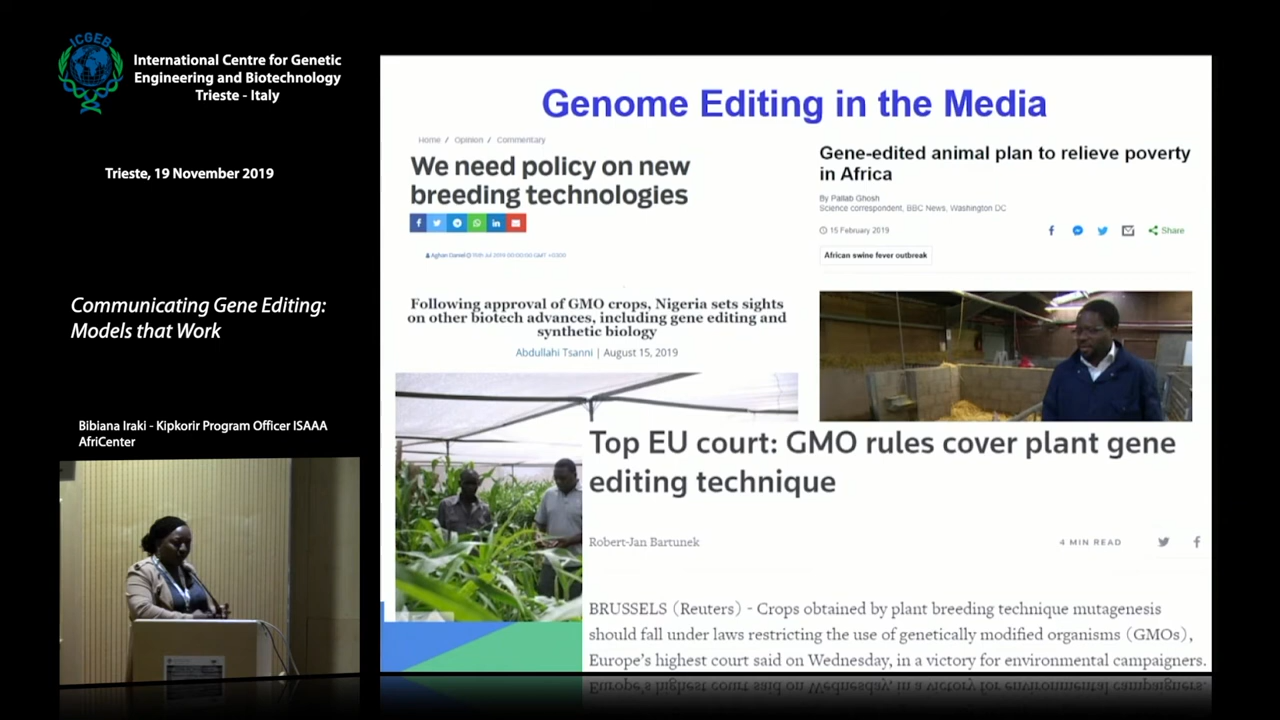 ICGEB
International Centre for Genetic
Engineering and Biotechnology
Trieste - Italy
Trieste, 19 November 2019
Communicating Gene Editing:
Models that Work
Bibiana Iraki - Kipkorir Program Officer ISAAA
AfriCenter
Genome Editing in the Media
Home / Opinion / Commentary
We need policy on new
breeding technologies
Following approval of GMO crops, Nigeria sets sights
on other biotech advances, including gene editing and
synthetic biology
Abdullahi Tsanni | August 15, 2019
Gene-edited animal plan to relieve poverty
in Africa
By Pallab Ghosh
Science correspondent, BBC News, Washington DC
15 February 2019
Share
African swine fever outbreak
Top EU court: GMO rules cover plant gene
editing technique
Robert-Jan Bartunek
4 MIN READ
BRUSSELS (Reuters) - Crops obtained by plant breeding technique mutagenesis
should fall under laws restricting the use of genetically modified organisms (GMOs),
Europe's highest court said on Wednesday, in a victory for environmental campaigners.